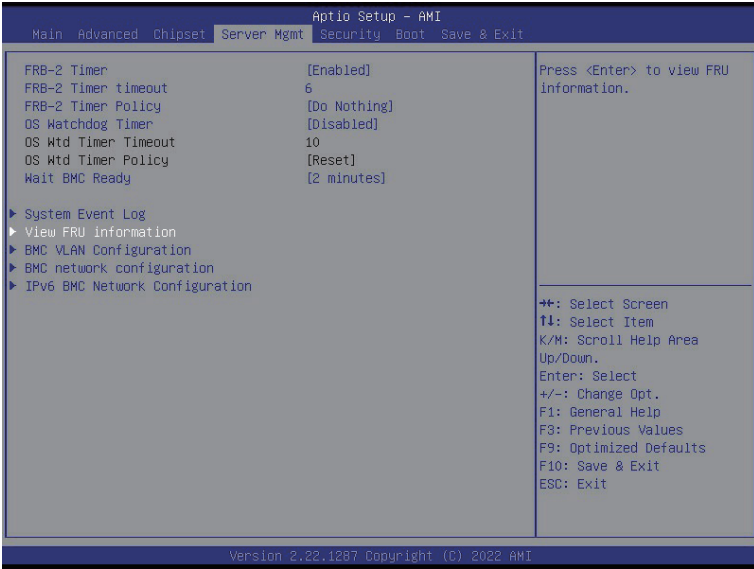 Aptio Setup - AMI
Main Advanced Chipset Server Mgmt Security Boot Save & Exit
FRB-2 Timer [Enabled]
FRB-2 Timer timeout 6
FRB-2 Timer Policy [Do Nothing]
OS Watchdog Timer [Disabled]
OS Wtd Timer Timeout 10
OS Wtd Timer Policy [Reset]
Wait BMC Ready [2 minutes]
System Event Log
View FRU information
BMC VLAN Configuration
BMC network configuration
IPv6 BMC Network Configuration
Press <Enter> to view FRU
information.
→←: Select Screen
↑↓: Select Item
K/M: Scroll Help Area
Up/Down.
Enter: Select
+/-: Change Opt.
F1: General Help
F3: Previous Values
F9: Optimized Defaults
F10: Save & Exit
ESC: Exit
Version 2.22.1287 Copyright (C) 2022 AMI